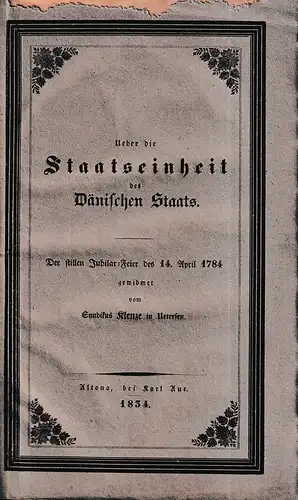 Ueber die
Staatseinheit
des
Dänischen Staats.
Der stillen Jubilar-Feier des 14. April 1784
gewidmet
vom
Syndikus Klenze in Uetersen.
Altona, bei Karl Aue.
1834.